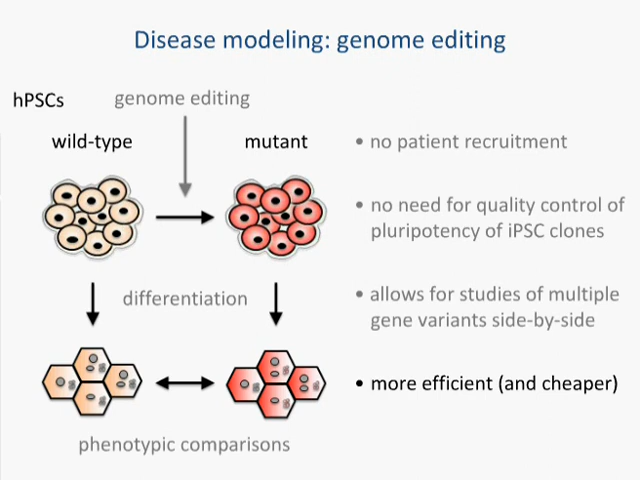 Disease modeling: genome editing
hPSCs
genome editing
wild-type
mutant
differentiation
phenotypic comparisons
• no patient recruitment
• no need for quality control of
pluripotency of iPSC clones
• allows for studies of multiple
gene variants side-by-side
• more efficient (and cheaper)